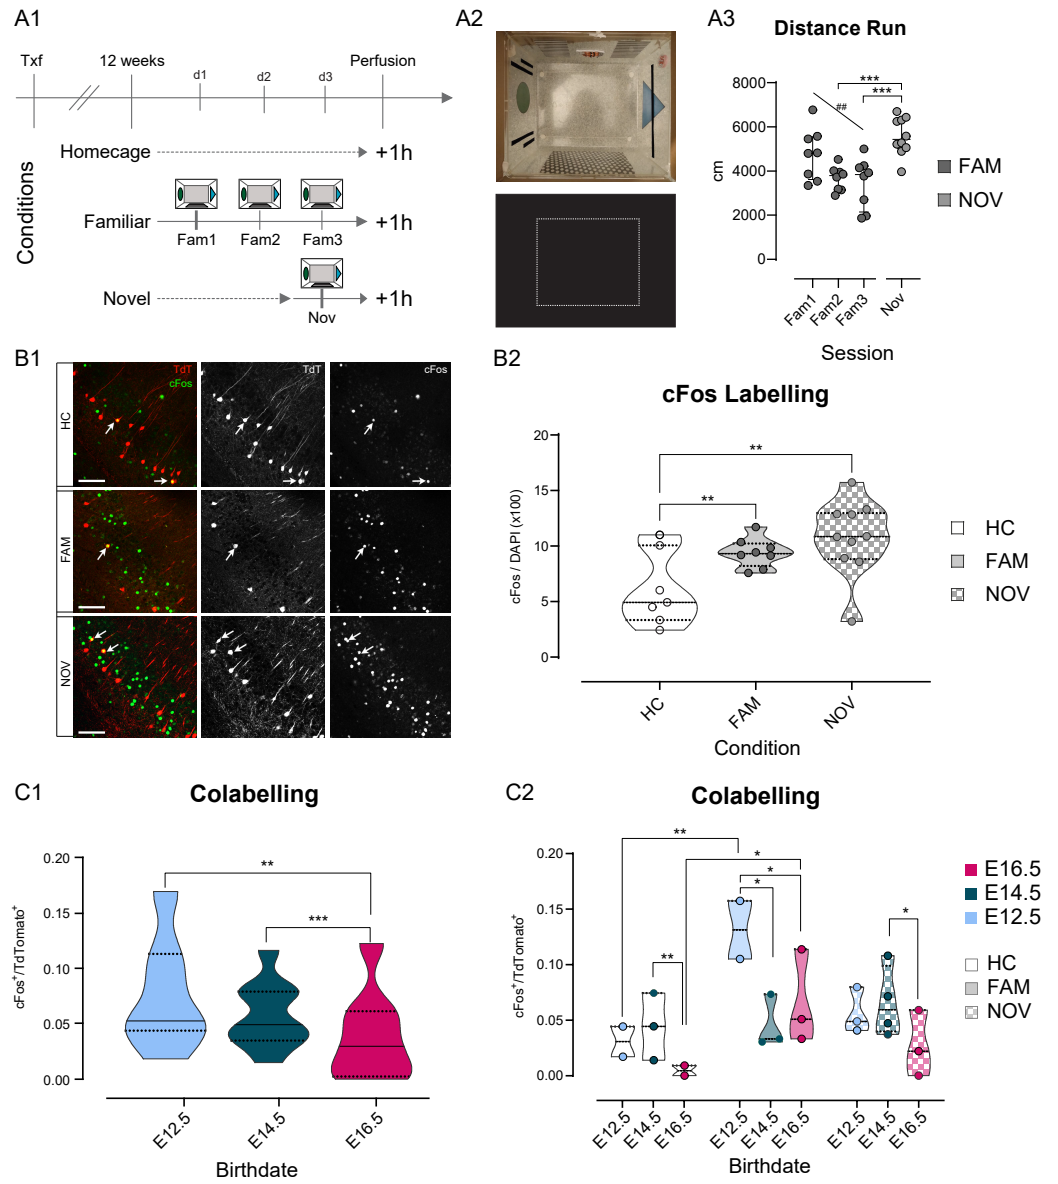 A1
Txf
12 weeks
d1
d2
d3
Perfusion
Conditions
Homecage
+1h
Familiar
Fam1
Fam2
Fam3
+1h
Novel
Nov
+1h
A2
A3
Distance Run
***
***
##
8000
6000
4000
2000
0
cm
Fam1
Fam2
Fam3
Nov
Session
FAM
NOV
B1
TdT
cFos
TdT
cFos
HC
FAM
NOV
B2
cFos Labelling
**
**
20
15
10
5
0
cFos / DAPI (x100)
HC
FAM
NOV
Condition
HC
FAM
NOV
C1
Colabelling
**
***
0.20
0.15
0.10
0.05
0.00
cFos+/TdTomato+
E12.5
E14.5
E16.5
Birthdate
C2
Colabelling
**
*
*
*
**
*
0.20
0.15
0.10
0.05
0.00
cFos+/TdTomato+
E12.5
E14.5
E16.5
E12.5
E14.5
E16.5
E12.5
E14.5
E16.5
Birthdate
E16.5
E14.5
E12.5
HC
FAM
NOV